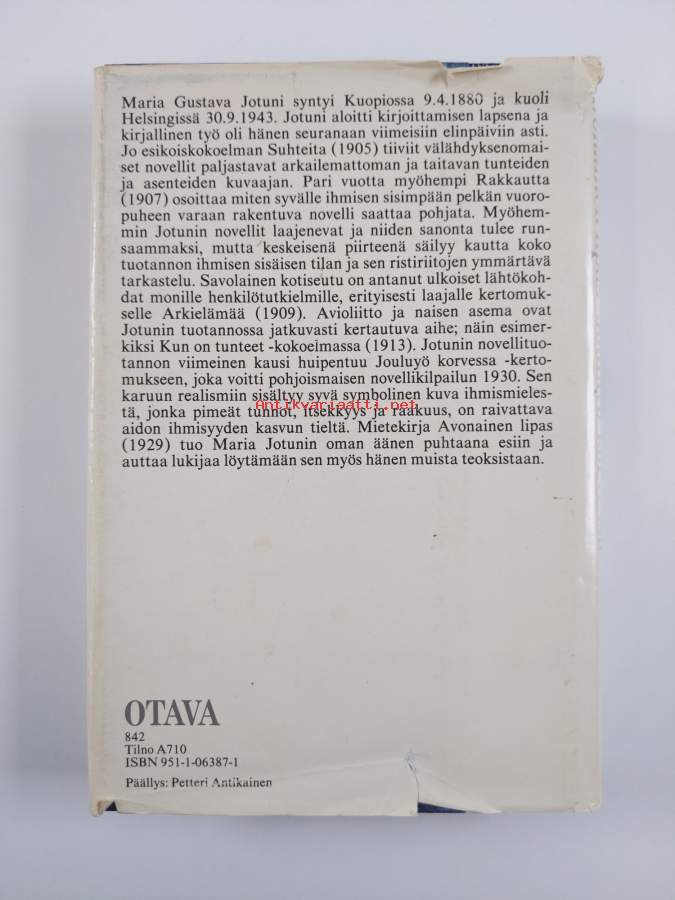 Maria Gustava Jotuni syntyi Kuopiossa 9.4.1880 ja kuoli
Helsingissä 30.9.1943. Jotuni aloitti kirjoittamisen lapsena ja
kirjallinen työ oli hänen seuranaan viimeisiin elinpäiviin asti.
Jo esikoiskokoelman Suhteita (1905) tiiviit välähdyksenomai-
set novellit paljastavat arkailemattoman ja taitavan tunteiden
ja asenteiden kuvaajan. Pari vuotta myöhempi Rakkautta
(1907) osoittaa miten syvälle ihmisen sisimpään pelkän vuoro-
puheen varaan rakentuva novelli saattaa pohjata. Myöhem-
min Jotunin novellit laajenevat ja niiden sanonta tulee run-
saammaksi, mutta keskeisenä piirteenä säilyy kautta koko
tuotannon ihmisen sisäisen tilan ja sen ristiriitojen ymmärtävä
tarkastelu. Savolainen kotiseutu on antanut ulkoiset lähtökoh-
dat monille henkilötutkielmille, erityisesti laajalle kertomuk-
selle Arkielämää (1909). Avioliitto ja naisen asema ovat
Jotunin tuotannossa jatkuvasti kertautuva aihe; näin esimer-
kiksi Kun on tunteet -kokoelmassa (1913). Jotunin novellituo-
tannon viimeinen kausi huipentuu Jouluyö korvessa -kerto-
mukseen, joka voitti pohjoismaisen novellikilpailun 1930. Sen
karuun realismiin sisältyy syvä symbolinen kuva ihmismieles-
Antikvariaatti.net
tä, jonka pimeät tunnot, itsekkyys ja raakuus, on raivattava
aidon ihmisyyden kasvun tieltä. Mietekirja Avonainen lipas
(1929) tuo Maria Jotunin oman äänen puhtaana esiin ja
auttaa lukijaa löytämään sen myös hänen muista teoksistaan.
OTAVA
842
Tilno A710
ISBN 951-1-06387-1
Päällys: Petteri Antikainen